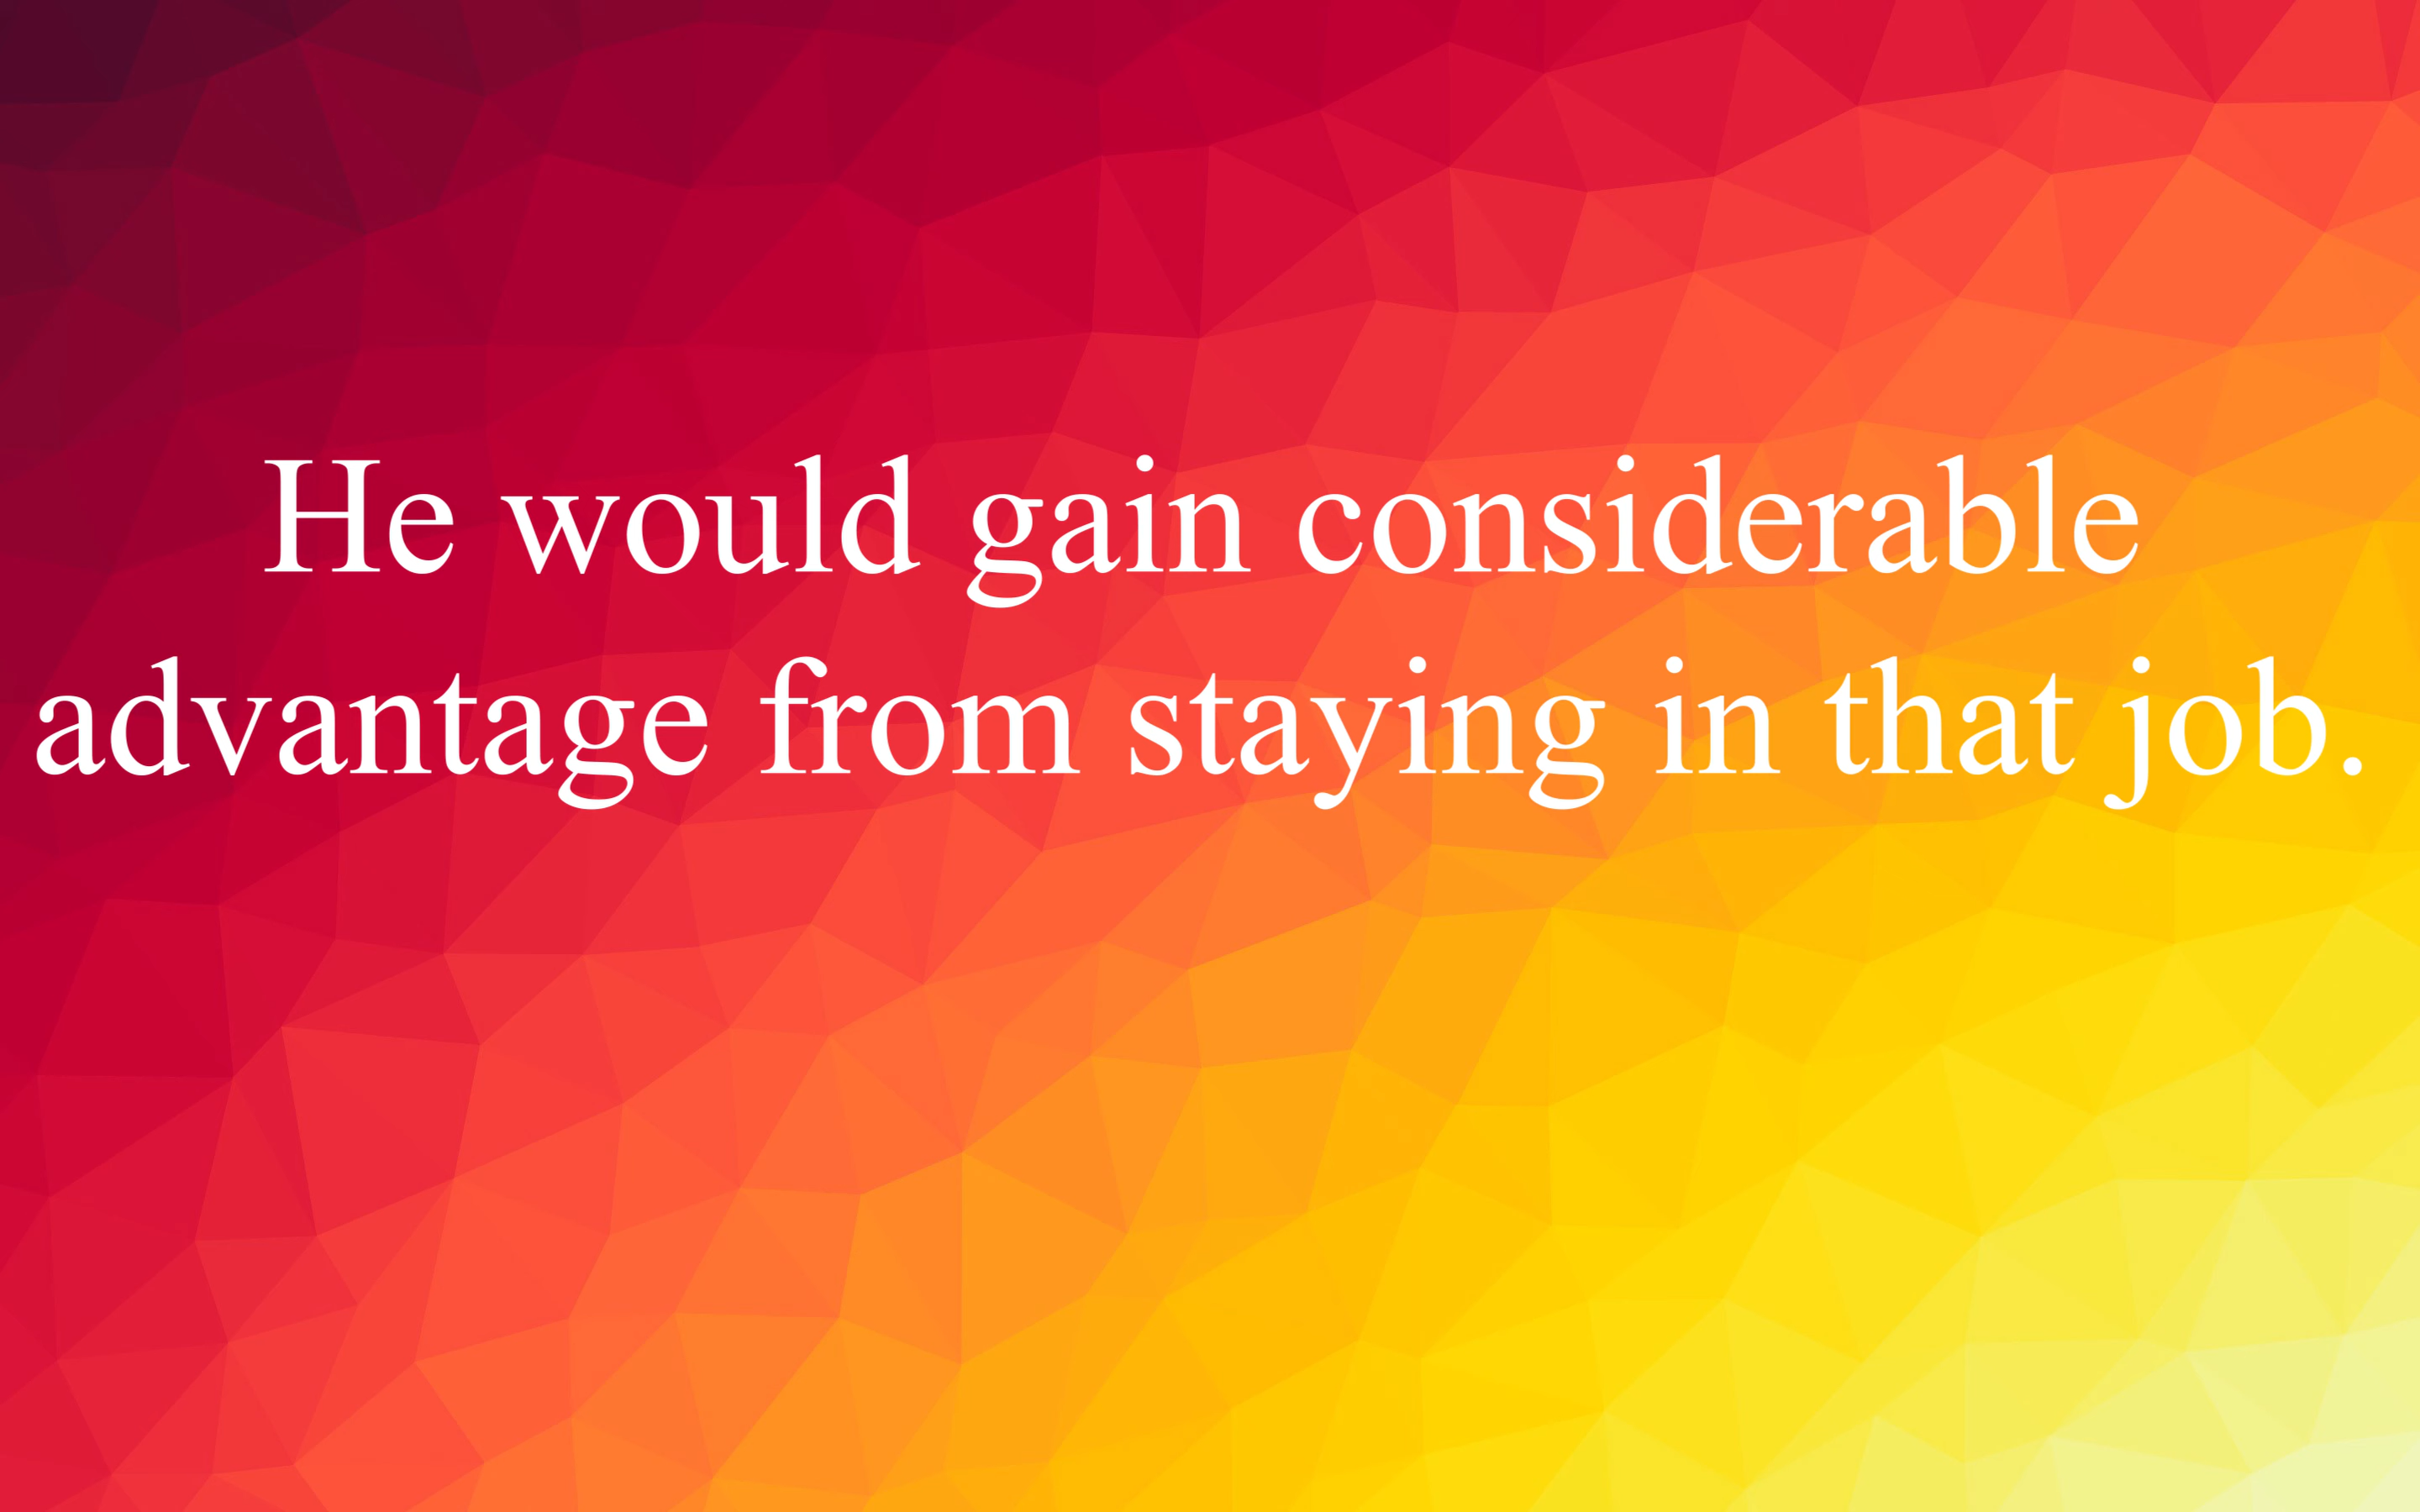 He would gain considerable
advantage from staying in that job.